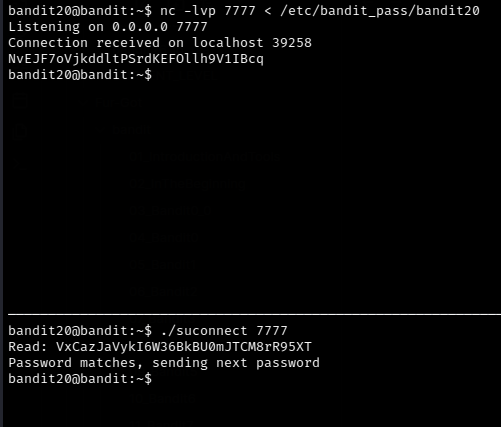 bandit20@bandit:~$ nc -lvp 7777 < /etc/bandit_pass/bandit20
Listening on 0.0.0.0 7777
Connection received on localhost 39258
NvEJF7oVjkddltPSrdKEFOllh9V1IBcq
bandit20@bandit:~$
bandit20@bandit:~$ ./suconnect 7777
Read: VxCazJaVykI6W36BkBU0mJTCM8rR95XT
Password matches, sending next password
bandit20@bandit:~$